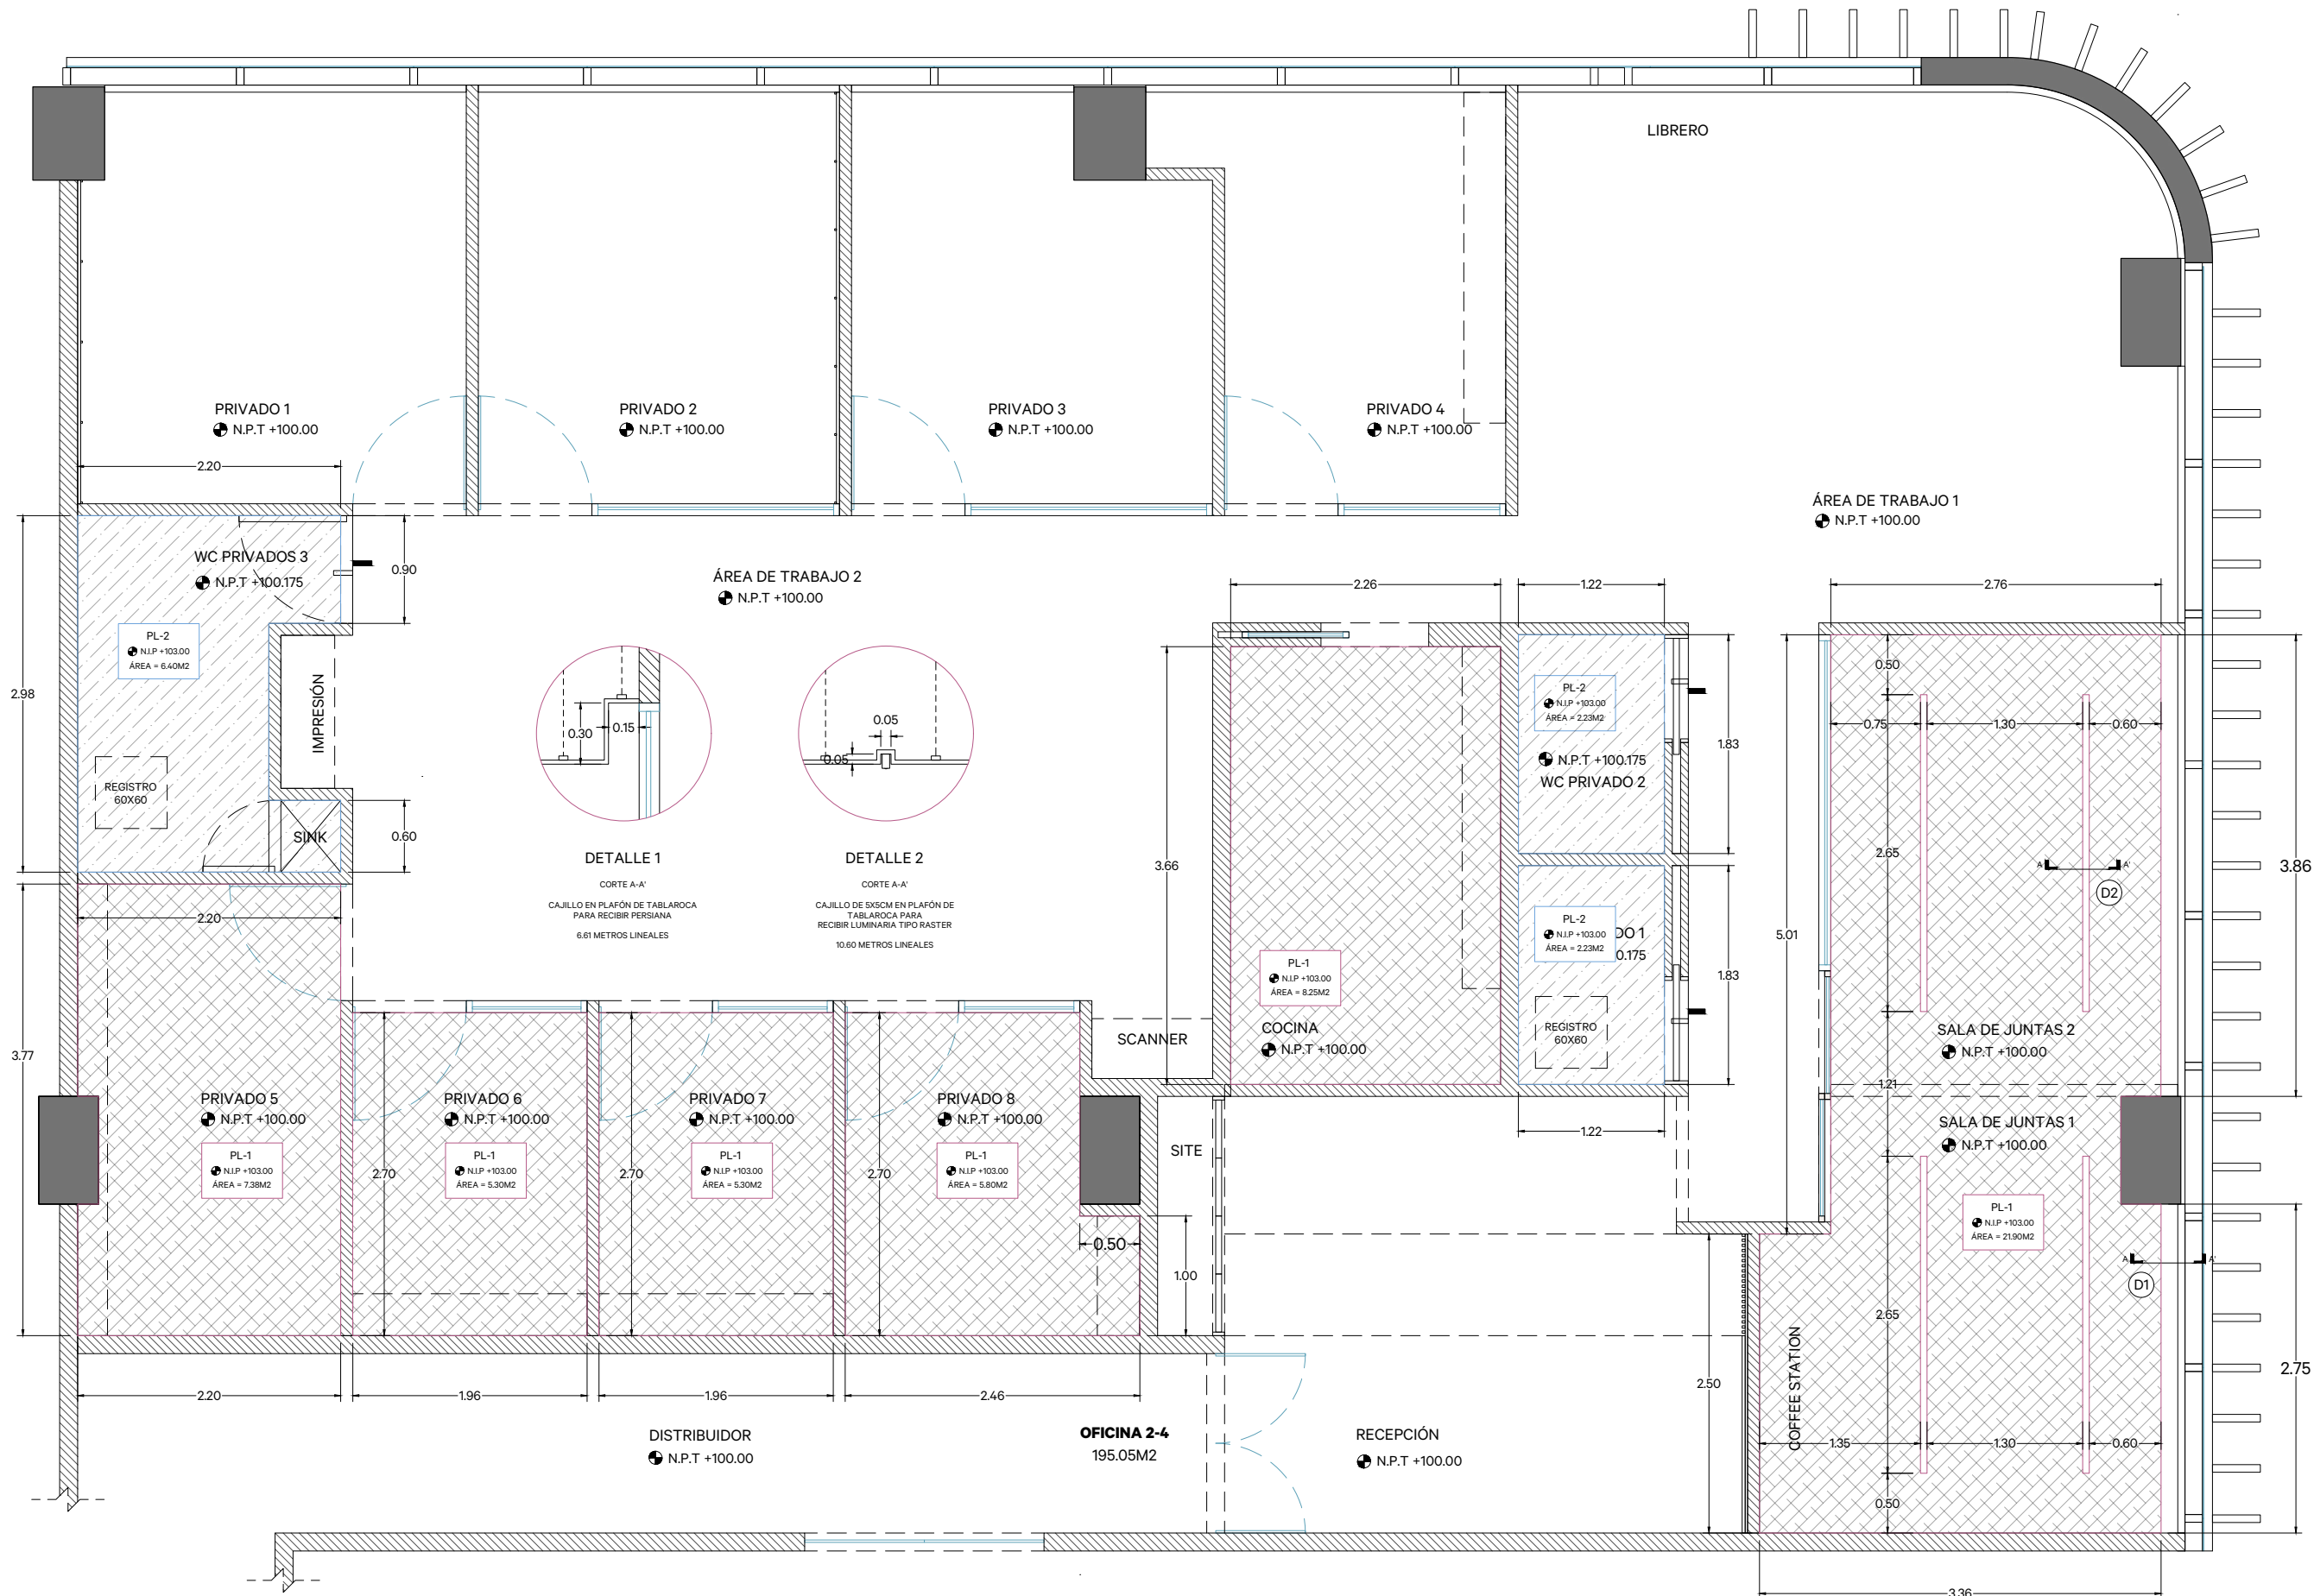 LIBRERO
PRIVADO 1
N.P.T +100.00
PRIVADO 2
N.P.T +100.00
PRIVADO 3
N.P.T +100.00
PRIVADO 4
N.P.T +100.00
2.20
ÁREA DE TRABAJO 1
N.P.T +100.00
WC PRIVADOS 3
N.P.T +100.175
0.90
ÁREA DE TRABAJO 2
N.P.T +100.00
2.26
1.22
2.76
PL-2
N.I.P +103.00
ÁREA = 6.40M2
2.98
IMPRESIÓN
REGISTRO
60X60
SINK
0.60
0.30
0.15
0.05
0.05
DETALLE 1
CORTE A-A'
CAJILLO EN PLAFÓN DE TABLAROCA
PARA RECIBIR PERSIANA
6.61 METROS LINEALES
DETALLE 2
CORTE A-A'
CAJILLO DE 5X5CM EN PLAFÓN DE
TABLAROCA PARA
RECIBIR LUMINARIA TIPO RASTER
10.60 METROS LINEALES
3.66
PL-2
N.I.P +103.00
ÁREA = 2.23M2
N.P.T +100.175
WC PRIVADO 2
1.83
0.50
0.75
1.30
0.60
2.65
A
A'
D2
3.86
5.01
PL-2
N.I.P +103.00
ÁREA = 2.23M2
DO 1
0.175
1.83
REGISTRO
60X60
PL-1
N.I.P +103.00
ÁREA = 8.25M2
COCINA
N.P.T +100.00
SCANNER
2.20
3.77
SALA DE JUNTAS 2
N.P.T +100.00
1.21
SALA DE JUNTAS 1
N.P.T +100.00
PRIVADO 5
N.P.T +100.00
PL-1
N.I.P +103.00
ÁREA = 7.38M2
PRIVADO 6
N.P.T +100.00
PL-1
N.I.P +103.00
ÁREA = 5.30M2
2.70
PRIVADO 7
N.P.T +100.00
PL-1
N.I.P +103.00
ÁREA = 5.30M2
2.70
PRIVADO 8
N.P.T +100.00
PL-1
N.I.P +103.00
ÁREA = 5.80M2
2.70
SITE
1.22
0.50
1.00
PL-1
N.I.P +103.00
ÁREA = 21.90M2
A
A'
D1
2.65
2.50
COFFEE STATION
2.75
2.20
1.96
1.96
2.46
1.35
1.30
0.60
0.50
DISTRIBUIDOR
N.P.T +100.00
OFICINA 2-4
195.05M2
RECEPCIÓN
N.P.T +100.00
3.36